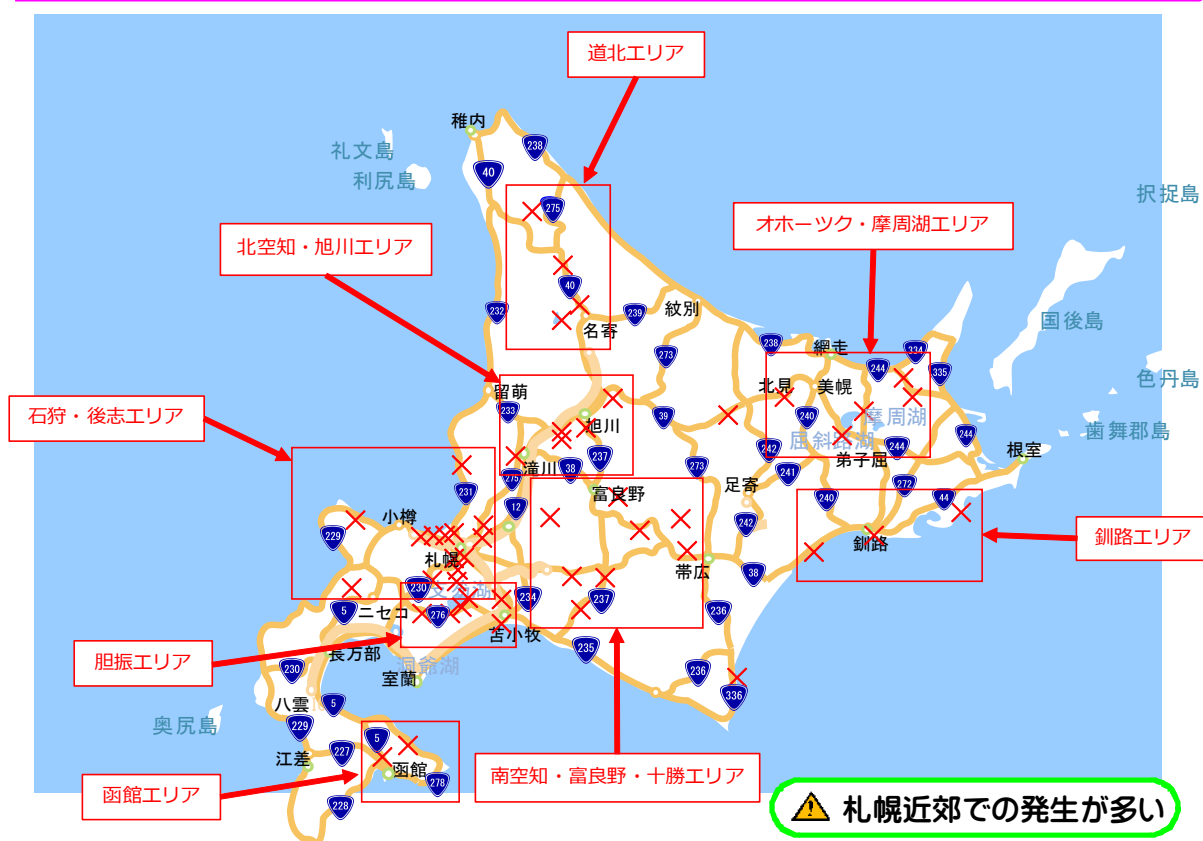 道北エリア
稚内
238
礼文島
40
利尻島
択捉島
275
オホーツク・摩周湖エリア
北空知・旭川エリア
40
232
239
紋別
国後島
名寄
238
網走
334
273
244
335
色丹島
北見
美幌
留萌
233
39
240
摩周湖
石狩・後志エリア
旭川
歯舞郡島
屈斜路湖
244
242
244
弟子屈
根室
237
滝川
38
273
241
275
足寄
272
231
富良野
240
44
12
小樽
242
229
釧路
釧路エリア
札幌
帯広
38
230
支笏湖
234
237
5
ニセコ
276
236
苫小牧
235
長万部
胆振エリア
洞爺湖
230
室蘭
236
336
八雲
5
奥尻島
229
5
227
江差
函館
278
南空知・富良野・十勝エリア
函館エリア
228
札幌近郊での発生が多い